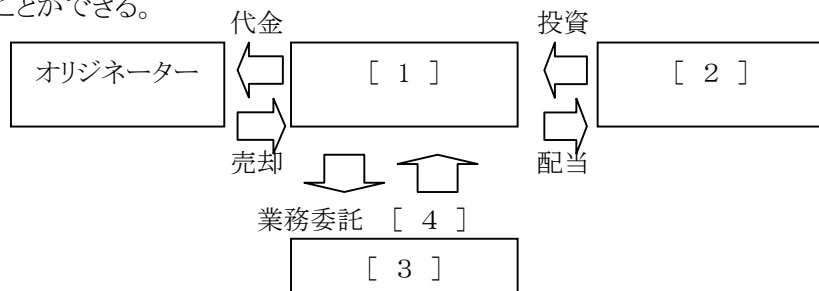 ことができる。
代金 投資
オリジネーター [ 1 ] [ 2 ]
売却 配当
業務委託 [ 4 ]
[ 3 ]